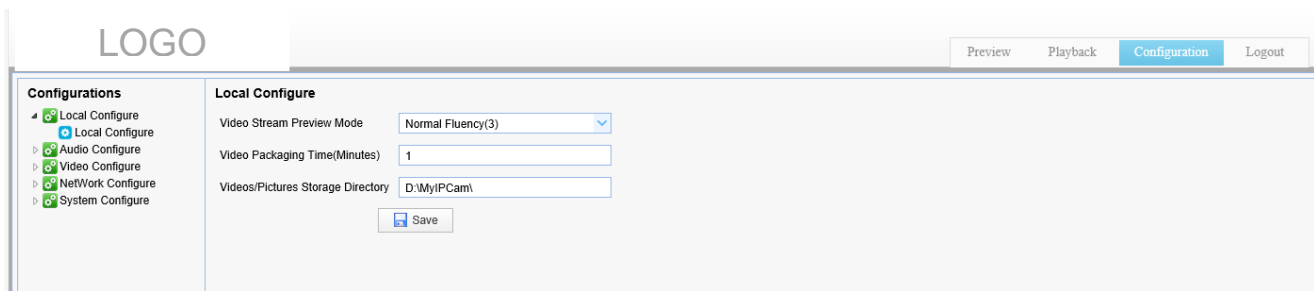 LOGO
Preview Playback Configuration Logout
Configurations
Local Configure
Local Configure
Audio Configure
Video Configure
NetWork Configure
System Configure
Local Configure
Video Stream Preview Mode Normal Fluency(3)
Video Packaging Time(Minutes) 1
Videos/Pictures Storage Directory D:\MyIPCam\
Save